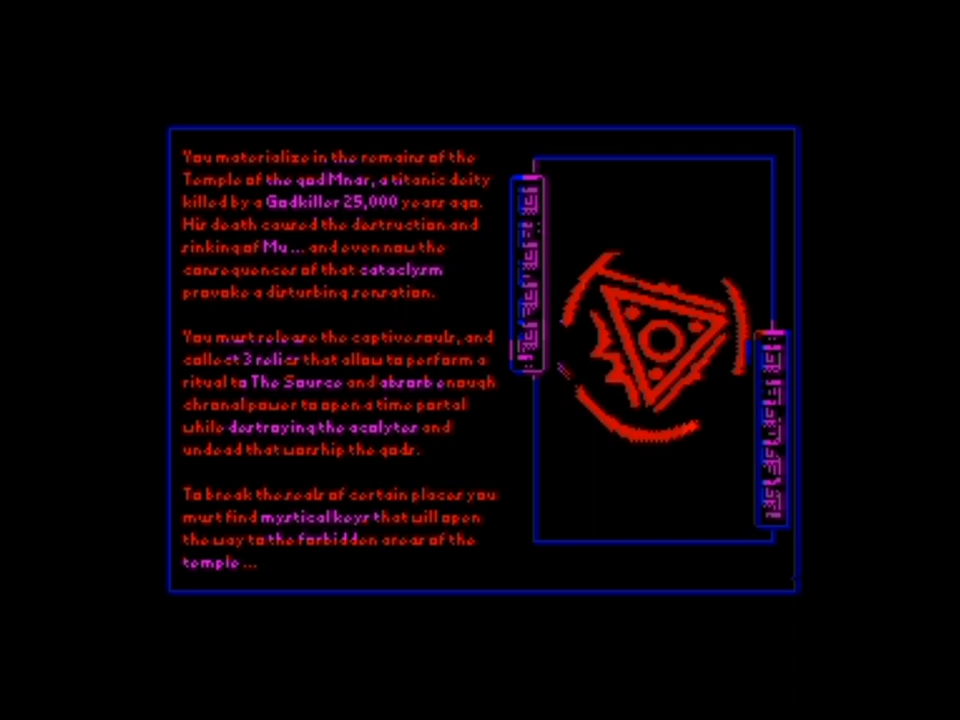 You materialize in the remains of the
Temple of the god Mnar, a titanic deity
killed by a Godkiller 25,000 years ago.
His death caused the destruction and
sinking of Mu... and even now the
consequences of that cataclysm
provoke a disturbing sensation.
You must release the captive souls, and
collect 3 relics that allow to perform a
ritual to The Source and absorb enough
chronal power to open a time portal
while destroying the acolytes and
undead that worship the gods.
To break the seals of certain places you
must find mystical keys that will open
the way to the forbidden areas of the
temple...